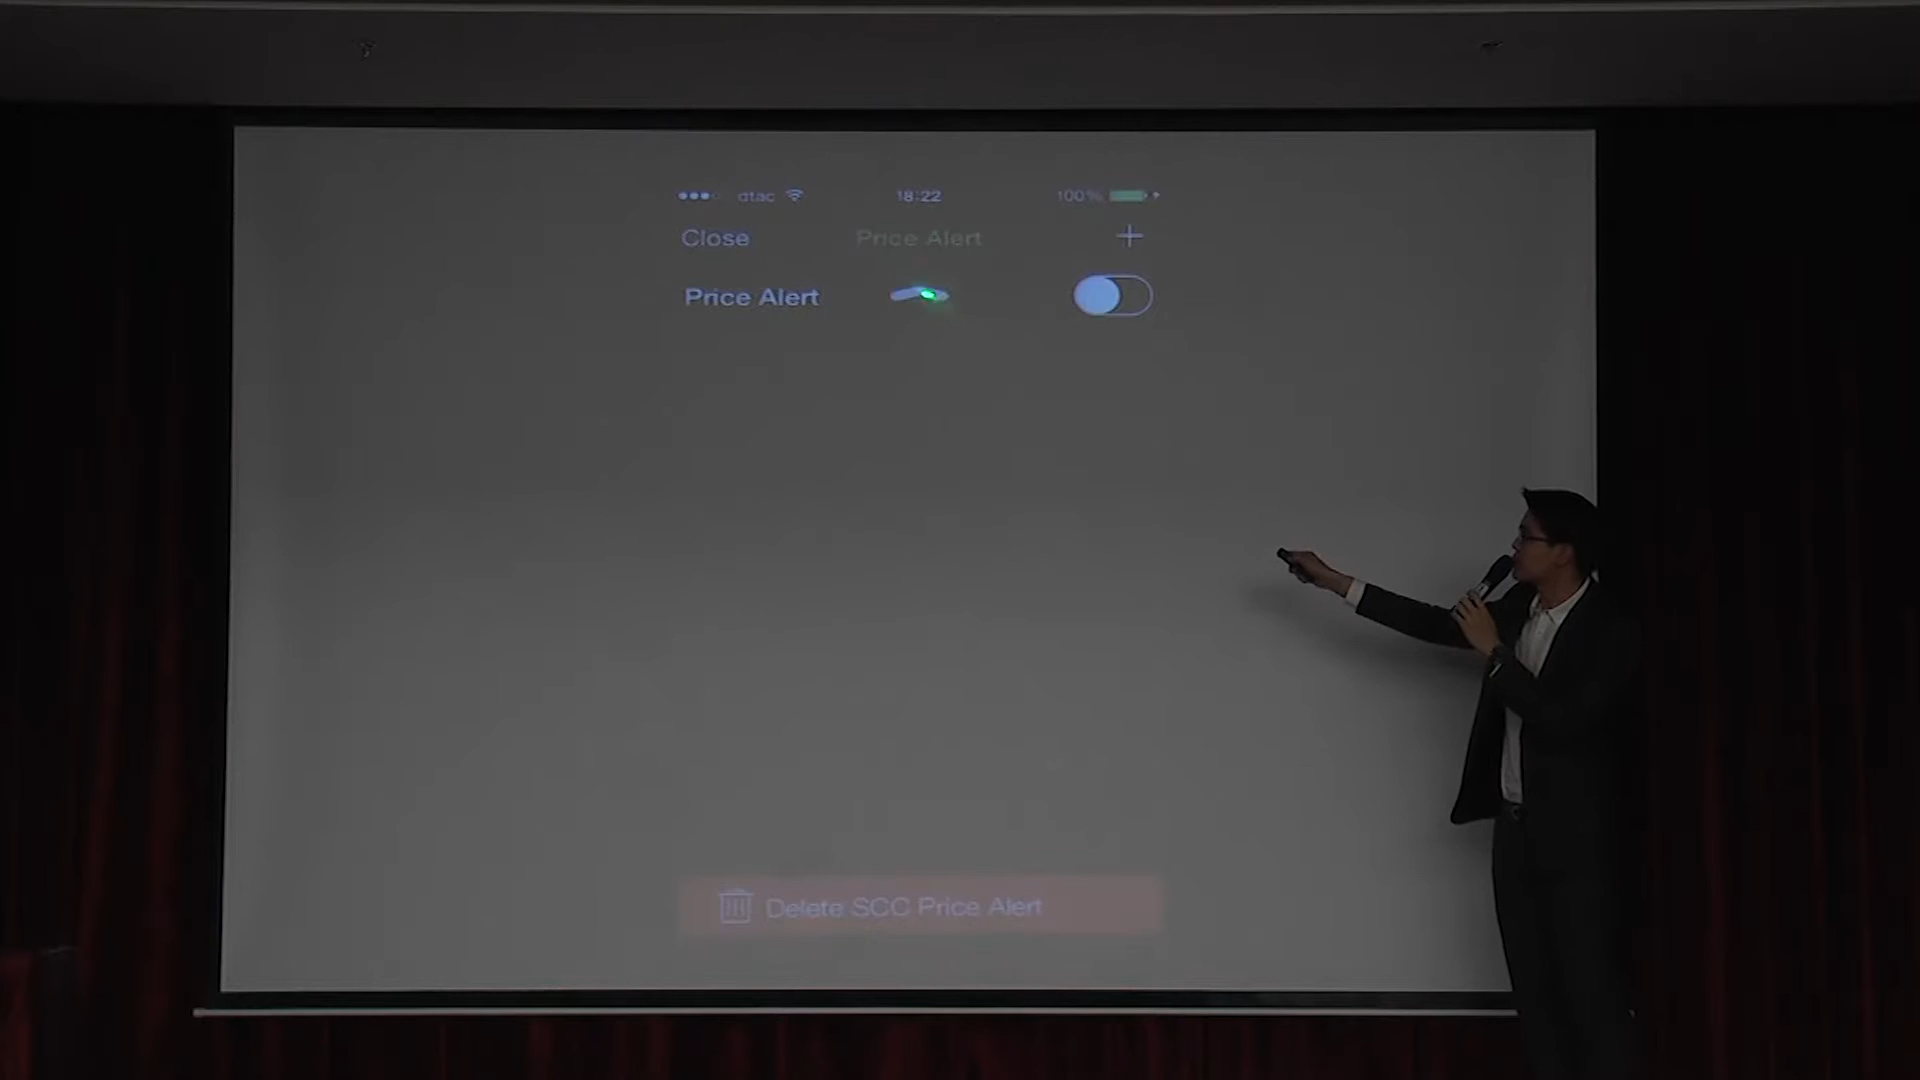 dtac 18:22 100%
Close Price Alert +
Price Alert
Delete SCC Price Alert